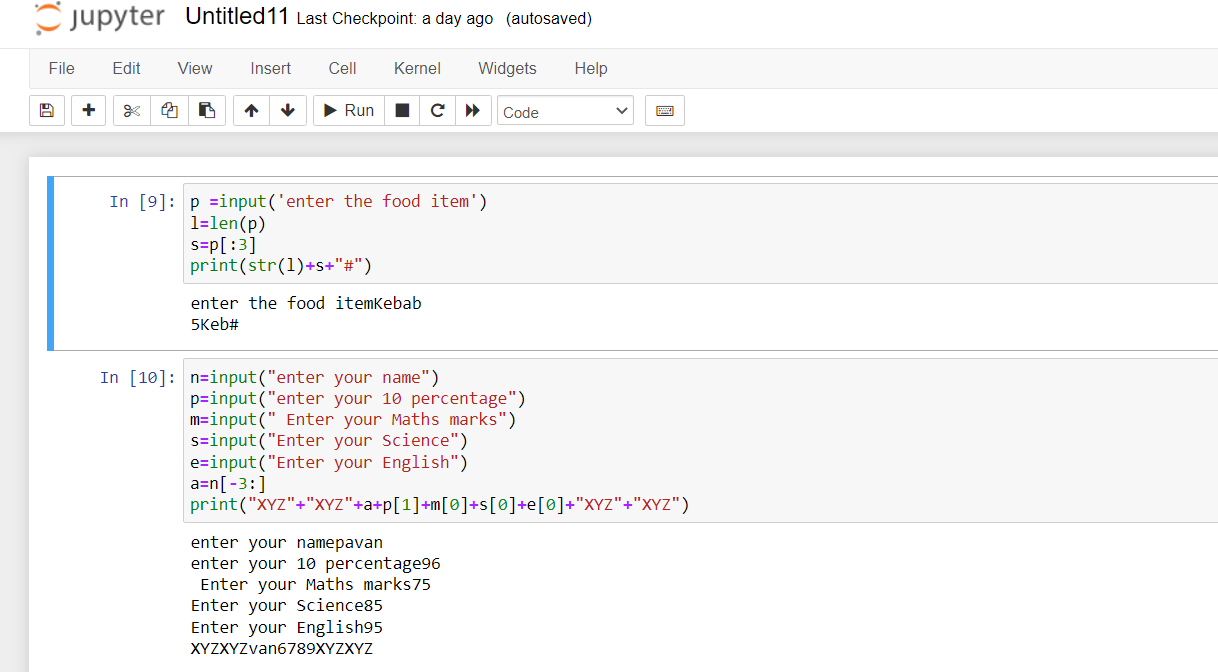 jupyter Untitled11 Last Checkpoint: a day ago (autosaved)
File Edit View Insert Cell Kernel Widgets Help
Run Code
In [9]: p =input('enter the food item')
l=len(p)
s=p[:3]
print(str(l)+s+"#")
enter the food itemKebab
5Keb#
In [10]: n=input("enter your name")
p=input("enter your 10 percentage")
m=input(" Enter your Maths marks")
s=input("Enter your Science")
e=input("Enter your English")
a=n[-3:]
print("XYZ"+"XYZ"+a+p[1]+m[0]+s[0]+e[0]+"XYZ"+"XYZ")
enter your namepavan
enter your 10 percentage96
 Enter your Maths marks75
Enter your Science85
Enter your English95
XYZXYZvan6789XYZXYZ